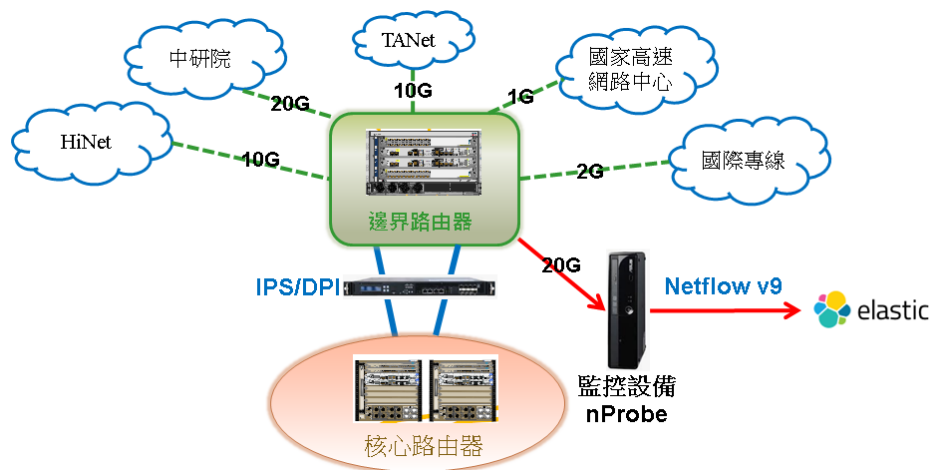 TANet
中研院
國家高速
網路中心
10G
20G
1G
HiNet
10G
2G
國際專線
邊界路由器
20G
IPS/DPI
Netflow v9
elastic
監控設備
nProbe
核心路由器